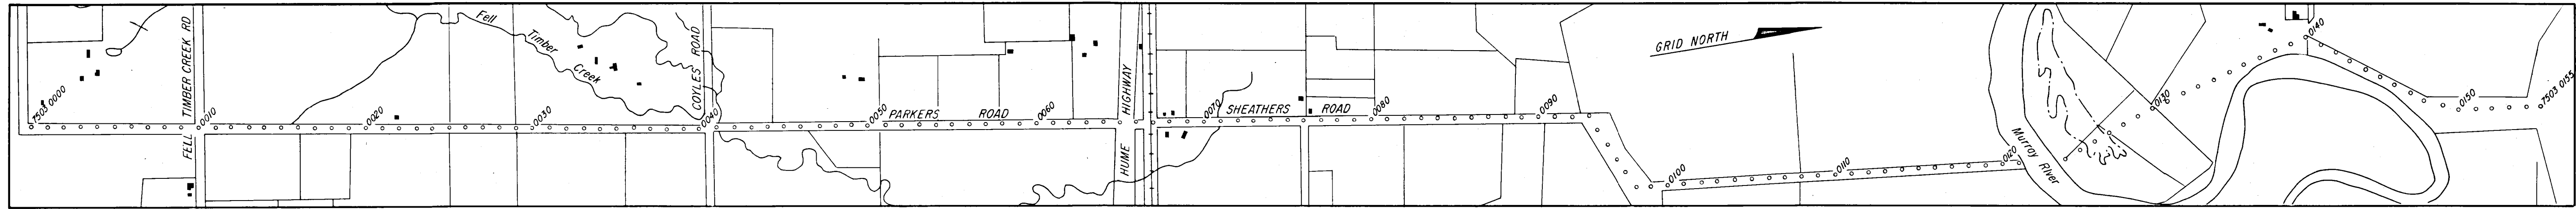 7503 0000
FELL TIMBER CREEK RD
0010
0020
Fell Timber Creek
0030
COYLES ROAD
0040
0050
PARKERS ROAD
0060
HUME HIGHWAY
0070
SHEATHERS ROAD
0080
0090
GRID NORTH
0100
0110
0120
Murray River
0130
0140
0150
7503 0155